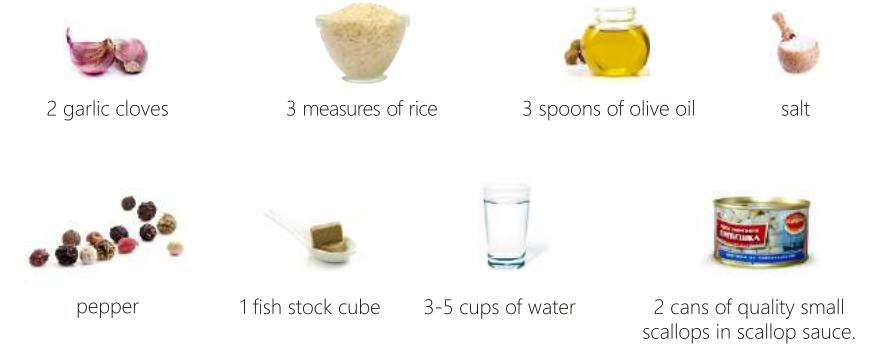 2 garlic cloves
3 measures of rice
3 spoons of olive oil
salt
pepper
1 fish stock cube
3-5 cups of water
2 cans of quality small
scallops in scallop sauce.